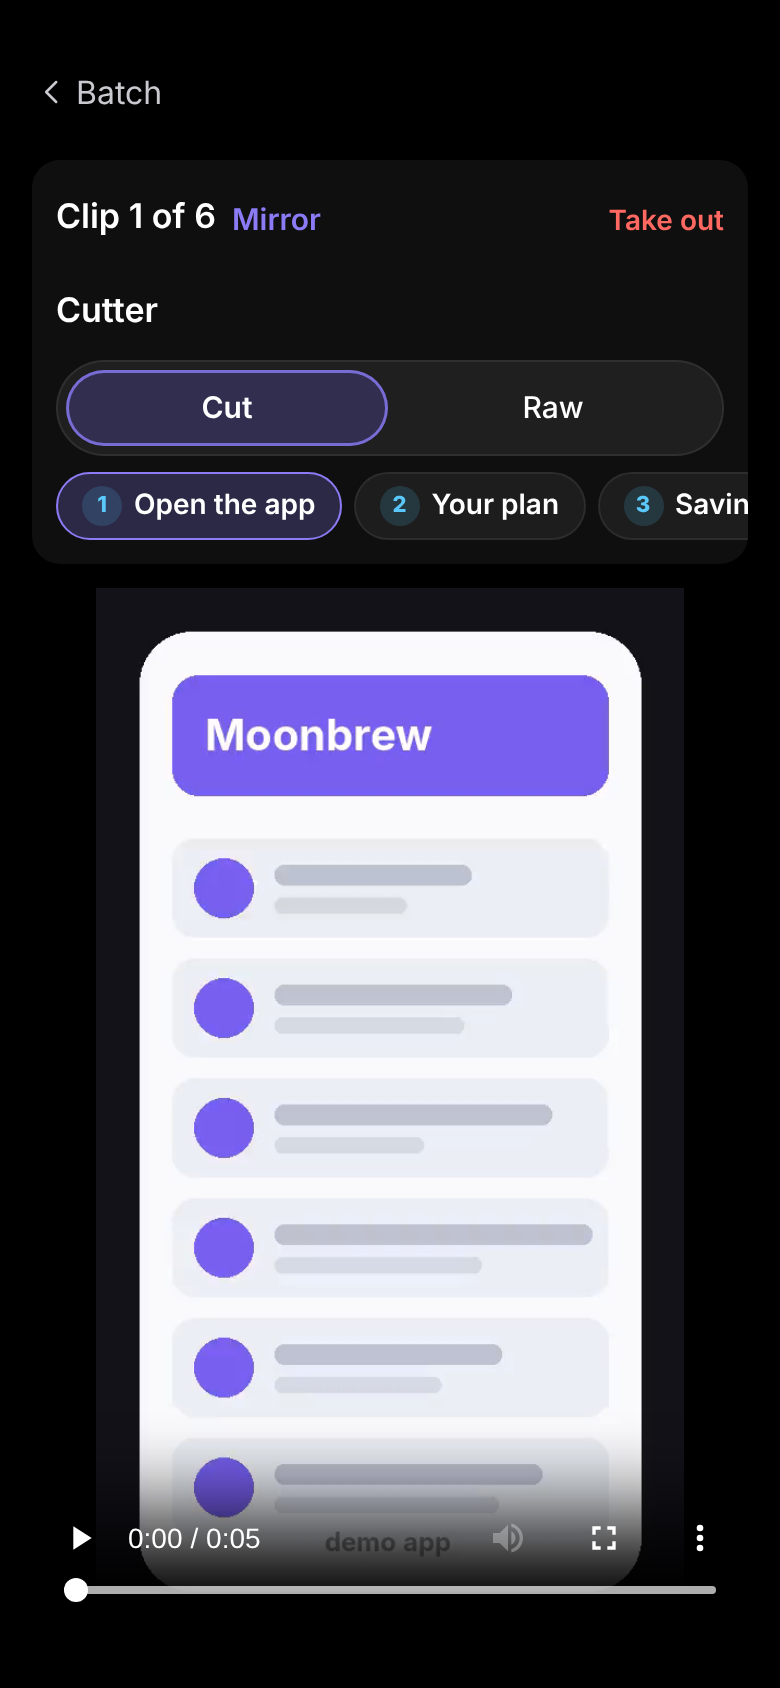 Batch
Clip 1 of 6 Mirror Take out
Cutter
Cut Raw
1 Open the app 2 Your plan 3 Savin
Moonbrew
0:00 / 0:05 demo app